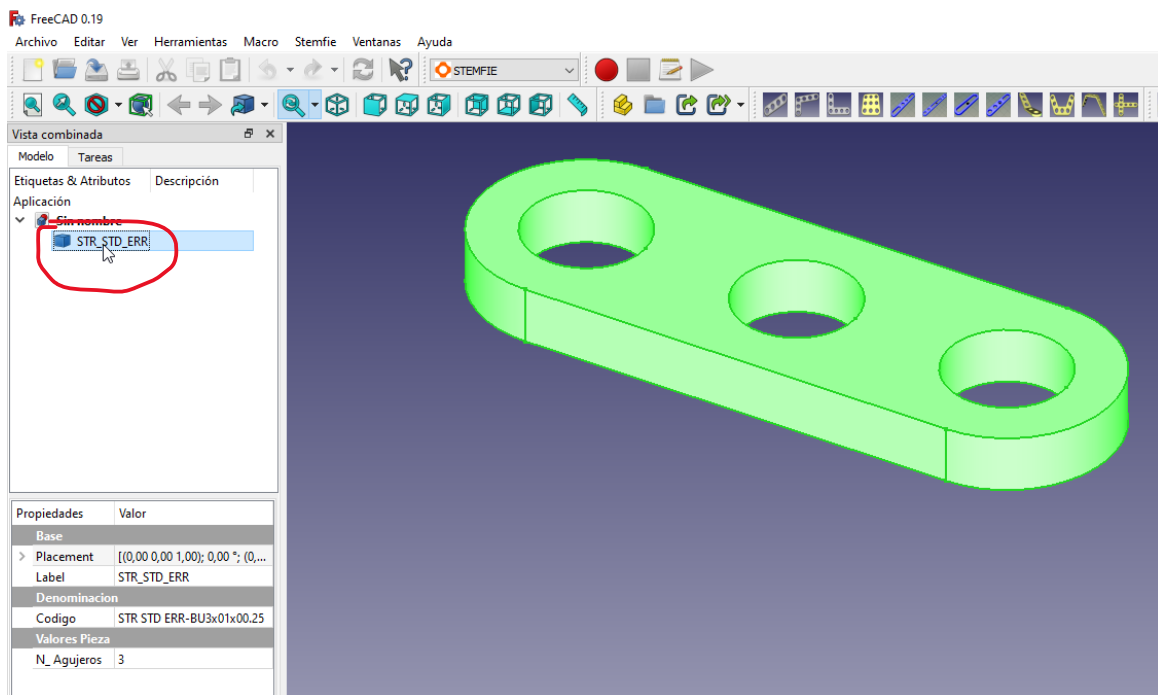 FreeCAD 0.19
Archivo Editar Ver Herramientas Macro Stemfie Ventanas Ayuda
STEMFIE
Vista combinada
Modelo Tareas
Etiquetas & Atributos Descripción
Aplicación
Sin nombre
STR_STD_ERR
Propiedades Valor
Base
Placement [(0,00 0,00 1,00); 0,00 °; (0,...
Label STR_STD_ERR
Denominacion
Codigo STR STD ERR-BU3x01x00.25
Valores Pieza
N_ Agujeros 3